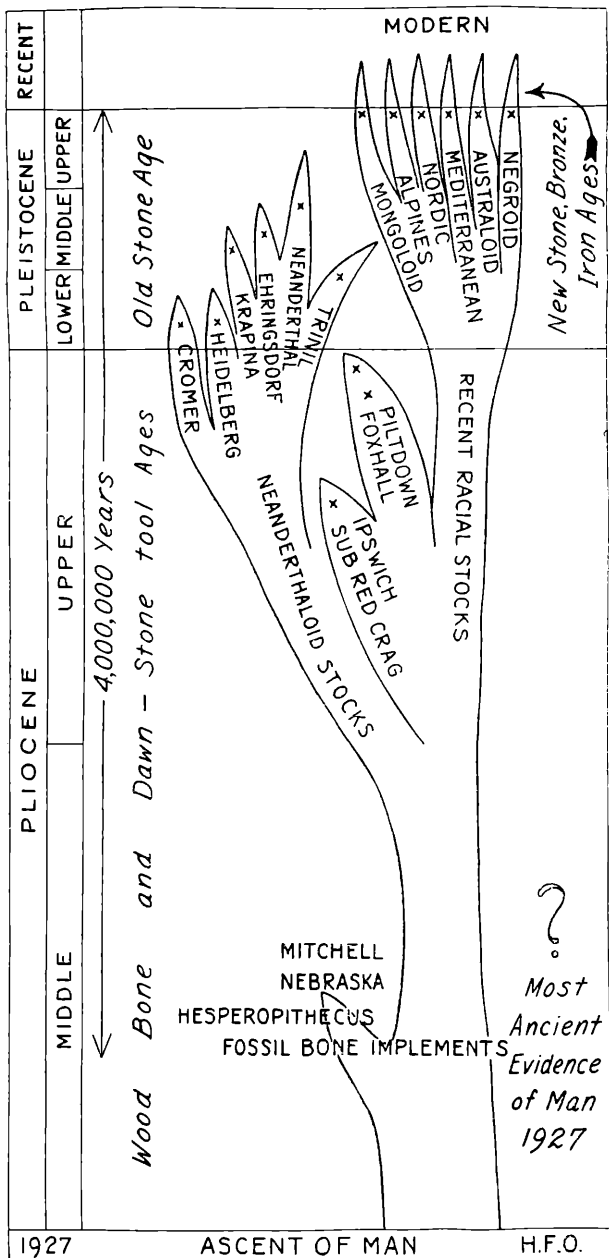 MODERN
RECENT
PLEISTOCENE
UPPER
MIDDLE
LOWER
Old Stone Age
New Stone, Bronze,
Iron Ages
MONGOLOID
ALPINES
NORDIC
MEDITERRANEAN
AUSTRALOID
NEGROID
CROMER
HEIDELBERG
KRAPINA
EHRINGSDORF
NEANDERTHAL
TRINIL
PILTDOWN
FOXHALL
IPSWICH
SUB RED CRAG
NEANDERTHALOID STOCKS
RECENT RACIAL STOCKS
PLIOCENE
UPPER
MIDDLE
4,000,000 Years
Wood Bone and Dawn - Stone tool Ages
MITCHELL
NEBRASKA
HESPEROPITHECUS
FOSSIL BONE IMPLEMENTS
?
Most
Ancient
Evidence
of Man
1927
1927 ASCENT OF MAN H.F.O.